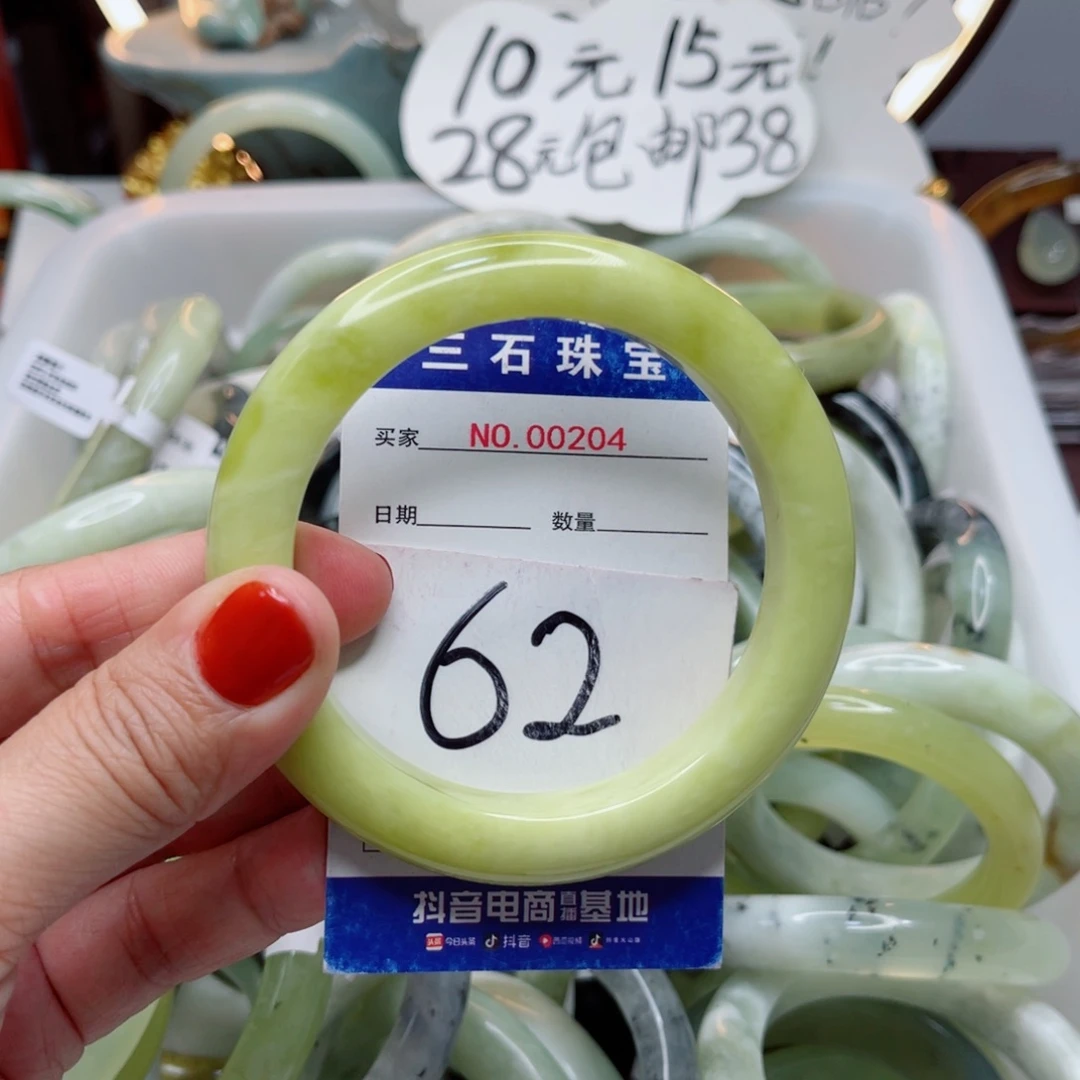 10元 15元
28元包邮38
三石珠宝
买家 NO.00204
日期 数量
62
抖音电商直播基地
今日头条 抖音 西瓜视频